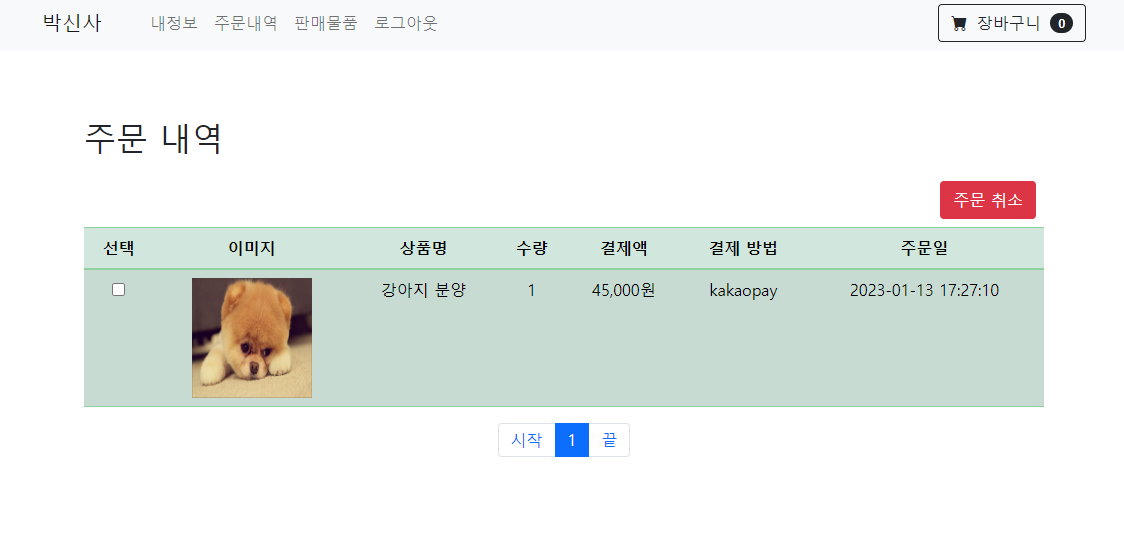 박신사 내정보 주문내역 판매물품 로그아웃 장바구니 0
주문 내역
주문 취소
선택 이미지 상품명 수량 결제액 결제 방법 주문일
강아지 분양 1 45,000원 kakaopay 2023-01-13 17:27:10
시작 1 끝